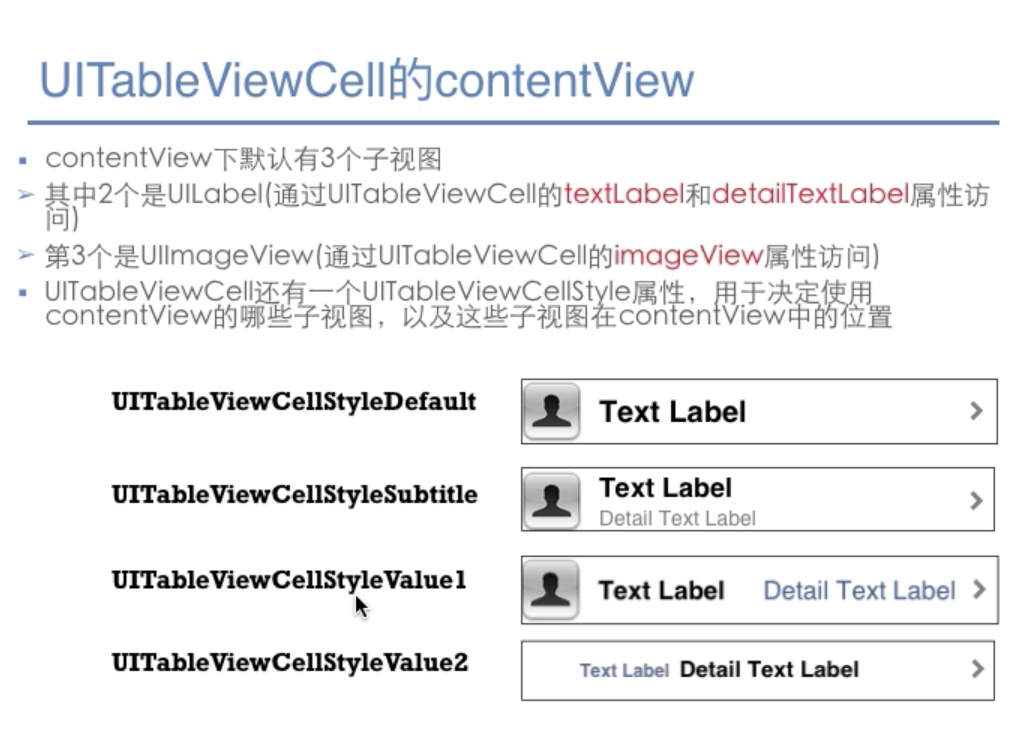 UITableViewCell的contentView
▪ contentView下默认有3个子视图
➢ 其中2个是UILabel(通过UITableViewCell的textLabel和detailTextLabel属性访
问)
➢ 第3个是UIImageView(通过UITableViewCell的imageView属性访问)
▪ UITableViewCell还有一个UITableViewCellStyle属性，用于决定使用
contentView的哪些子视图，以及这些子视图在contentView中的位置
UITableViewCellStyleDefault
Text Label
UITableViewCellStyleSubtitle
Text Label
Detail Text Label
UITableViewCellStyleValue1
Text Label Detail Text Label
UITableViewCellStyleValue2
Text Label Detail Text Label